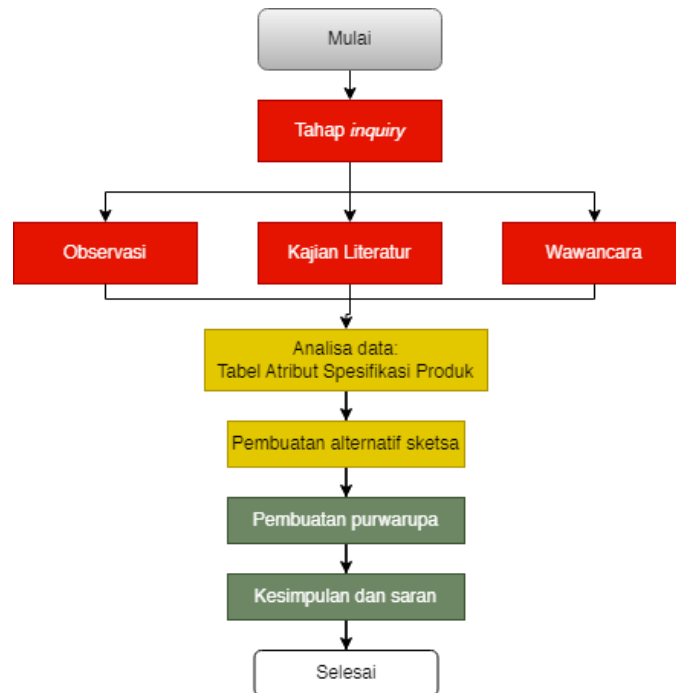 Mulai
Tahap inquiry
Observasi
Kajian Literatur
Wawancara
Analisa data:
Tabel Atribut Spesifikasi Produk
Pembuatan alternatif sketsa
Pembuatan purwarupa
Kesimpulan dan saran
Selesai